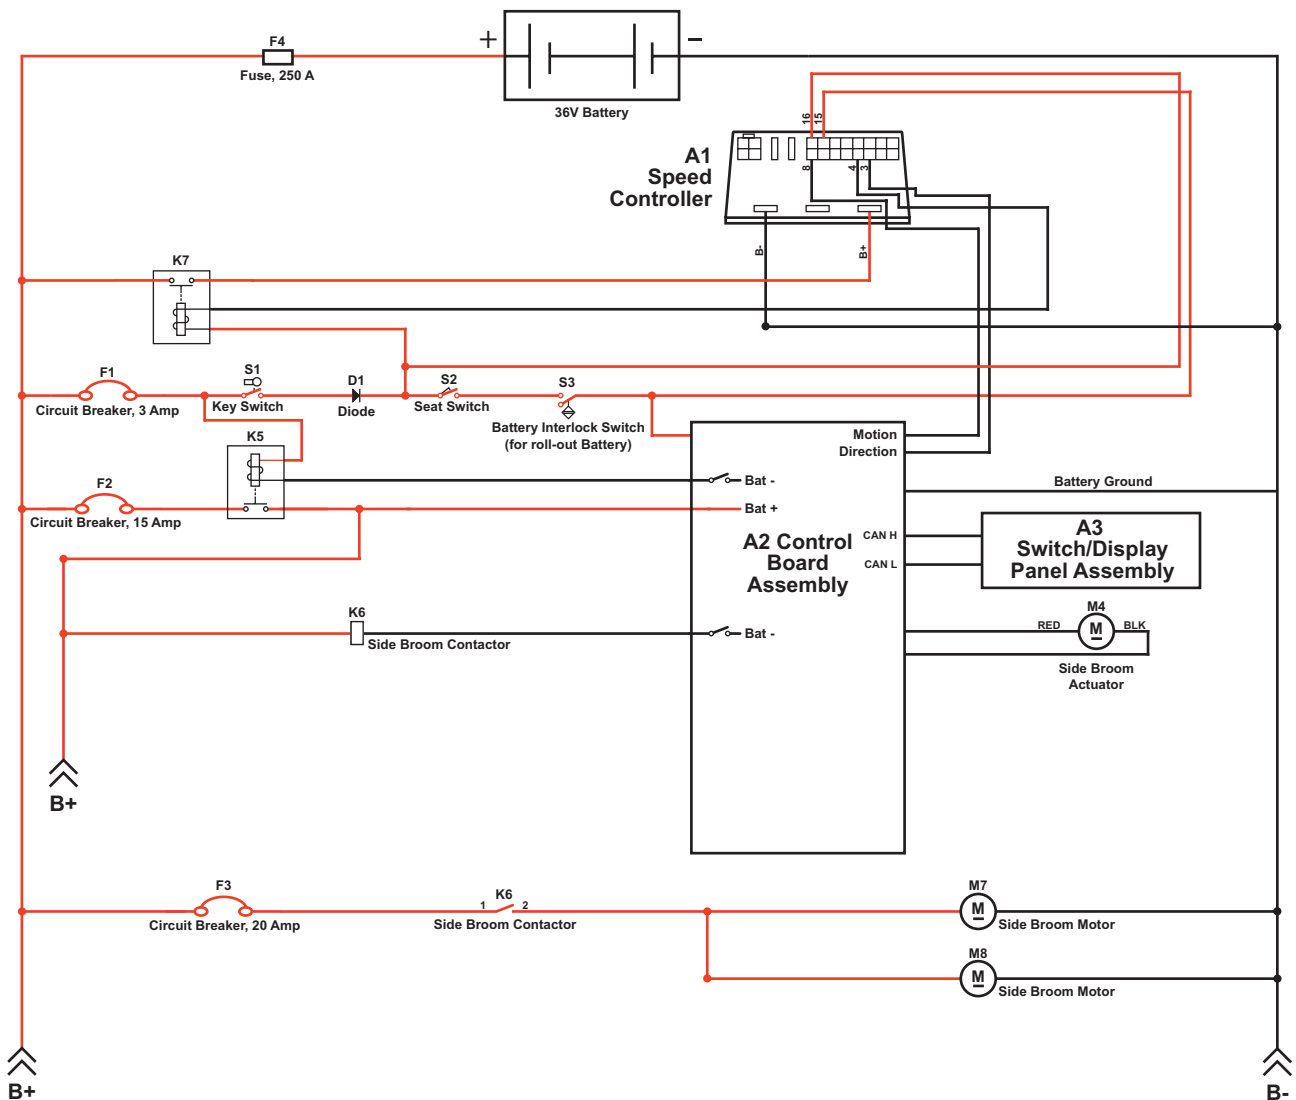 F4
Fuse, 250 A
+
−
36V Battery
16
15
A1
Speed
Controller
8
4
3
B-
B+
K7
F1
Circuit Breaker, 3 Amp
S1
Key Switch
D1
Diode
S2
Seat Switch
S3
Battery Interlock Switch
(for roll-out Battery)
K5
F2
Circuit Breaker, 15 Amp
Motion
Direction
Bat -
Bat +
Battery Ground
A2 Control
Board
Assembly
CAN H
CAN L
A3
Switch/Display
Panel Assembly
K6
Side Broom Contactor
Bat -
M4
RED
M
BLK
Side Broom
Actuator
B+
F3
Circuit Breaker, 20 Amp
K6
1
2
Side Broom Contactor
M7
M
Side Broom Motor
M8
M
Side Broom Motor
B+
B-